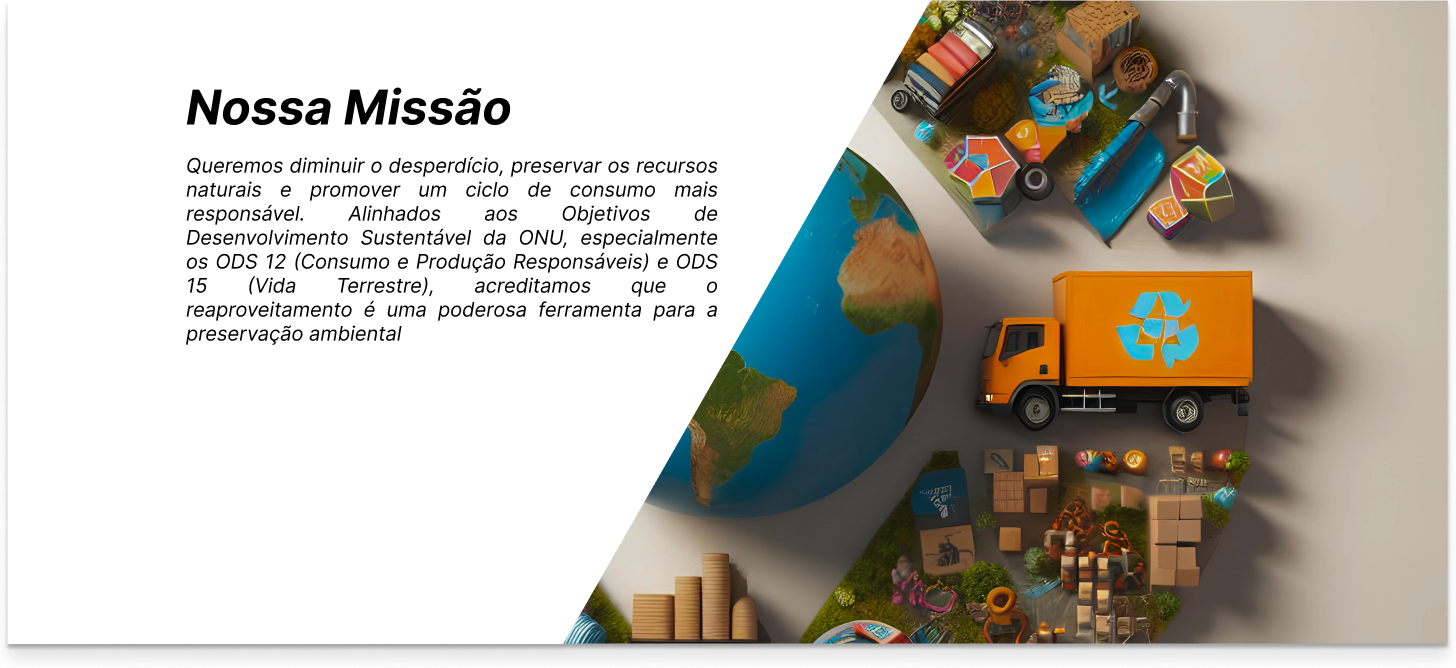 Nossa Missão
Queremos diminuir o desperdício, preservar os recursos
naturais e promover um ciclo de consumo mais
responsável. Alinhados aos Objetivos de
Desenvolvimento Sustentável da ONU, especialmente
os ODS 12 (Consumo e Produção Responsáveis) e ODS
15 (Vida Terrestre), acreditamos que o
reaproveitamento é uma poderosa ferramenta para a
preservação ambiental